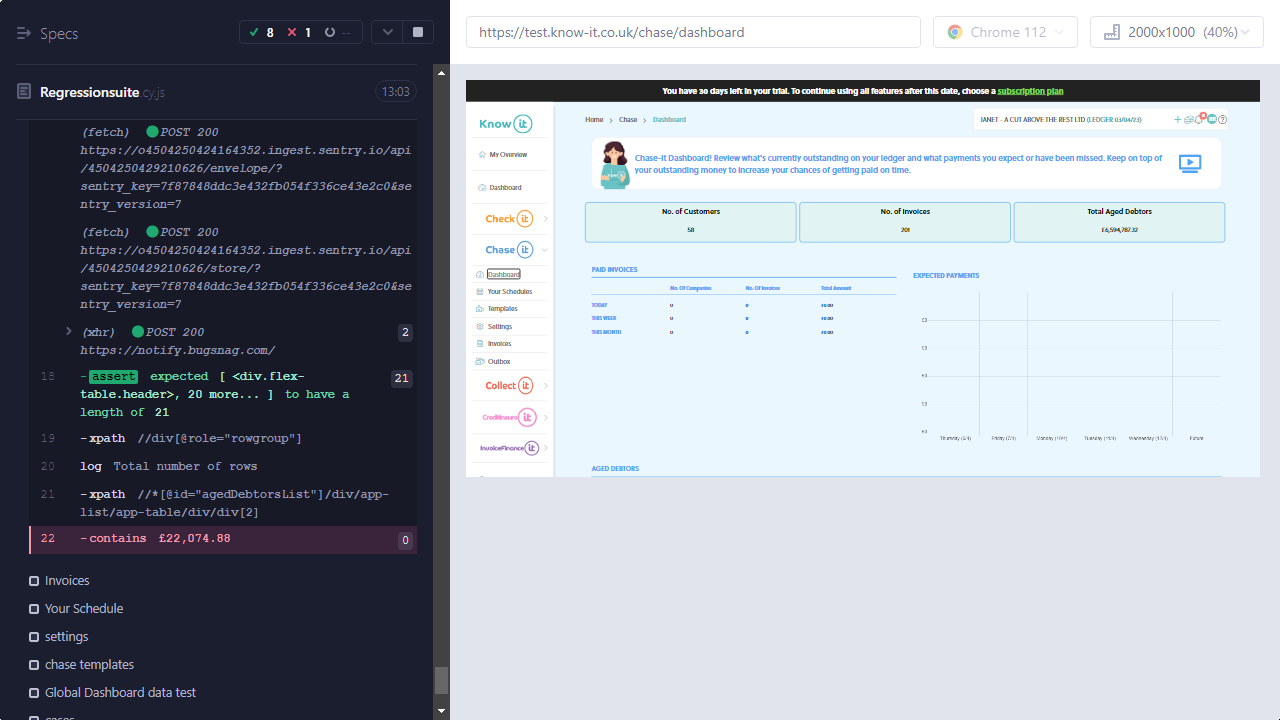 Specs
8 1 --
Regressionsuite.cy.js 13:03
(fetch) POST 200
https://o4504250424164352.ingest.sentry.io/api
/4504250429210626/envelope/?
sentry_key=7f87848ddc3e432fb054f336ce43e2c0&se
ntry_version=7
(fetch) POST 200
https://o4504250424164352.ingest.sentry.io/api
/4504250429210626/store/?
sentry_key=7f87848ddc3e432fb054f336ce43e2c0&se
ntry_version=7
(xhr) POST 200 2
https://notify.bugsnag.com/
18 -assert expected [ <div.flex-
table.header>, 20 more... ] to have a
length of 21
21
19 -xpath //div[@role="rowgroup"]
20 log Total number of rows
21 -xpath //*[@id="agedDebtorsList"]/div/app-
list/app-table/div/div[2]
22 -contains £22,074.88 0
Invoices
Your Schedule
settings
chase templates
Global Dashboard data test
cases
https://test.know-it.co.uk/chase/dashboard
Chrome 112
2000x1000 (40%)
You have 30 days left in your trial. To continue using all features after this date, choose a subscription plan
Know it
My Overview
Dashboard
Check it
Chase it
Dashboard
Your Schedules
Templates
Settings
Invoices
Outbox
Collect it
CredInsure it
InvoiceFinance it
Home > Chase > Dashboard
JANET - A CUT ABOVE THE REST LTD (LEDGER 03/04/23)
Chase-it Dashboard! Review what's currently outstanding on your ledger and what payments you expect or have been missed. Keep on top of
your outstanding money to increase your chances of getting paid on time.
No. of Customers
58
No. of Invoices
201
Total Aged Debtors
£6,594,787.32
PAID INVOICES
No. Of Companies No. Of Invoices Total Amount
TODAY 0 0 £0.00
THIS WEEK 0 0 £0.00
THIS MONTH 0 0 £0.00
EXPECTED PAYMENTS
Future
AGED DEBTORS